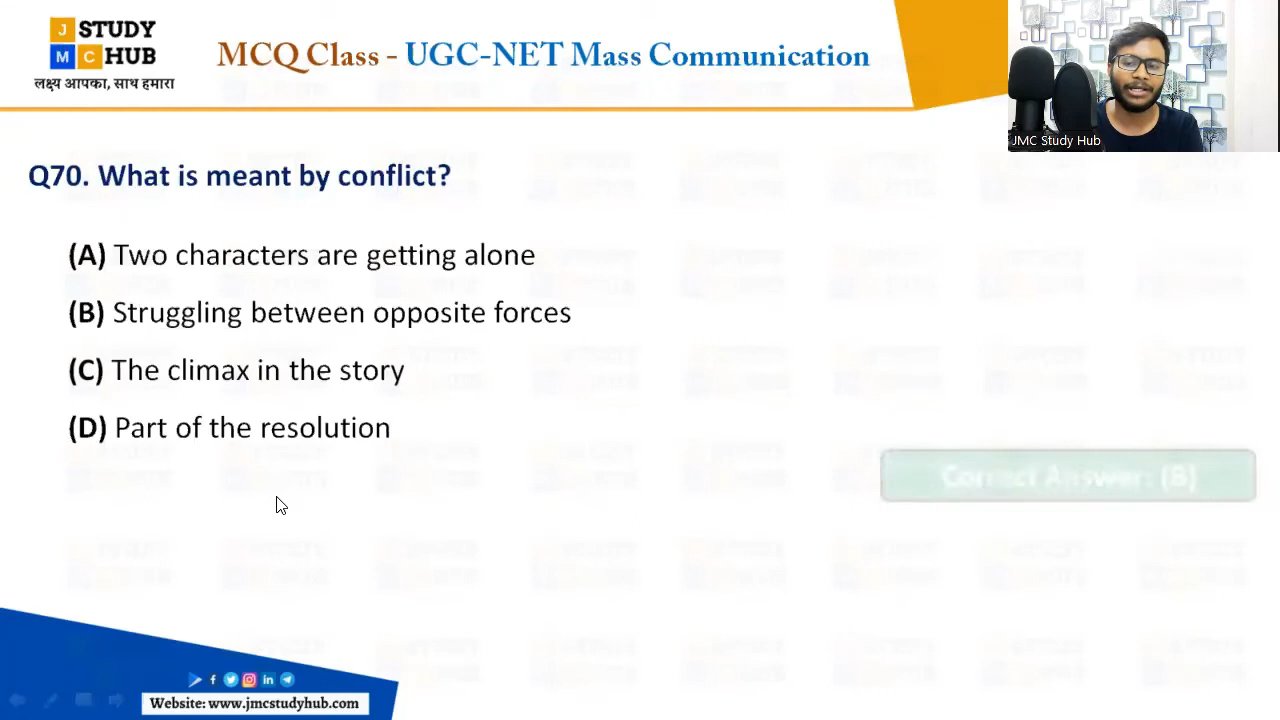 J STUDY
M C HUB
लक्ष्य आपका, साथ हमारा
MCQ Class - UGC-NET Mass Communication
JMC Study Hub
Q70. What is meant by conflict?
(A) Two characters are getting alone
(B) Struggling between opposite forces
(C) The climax in the story
(D) Part of the resolution
Correct Answer: (B)
Website: www.jmcstudyhub.com